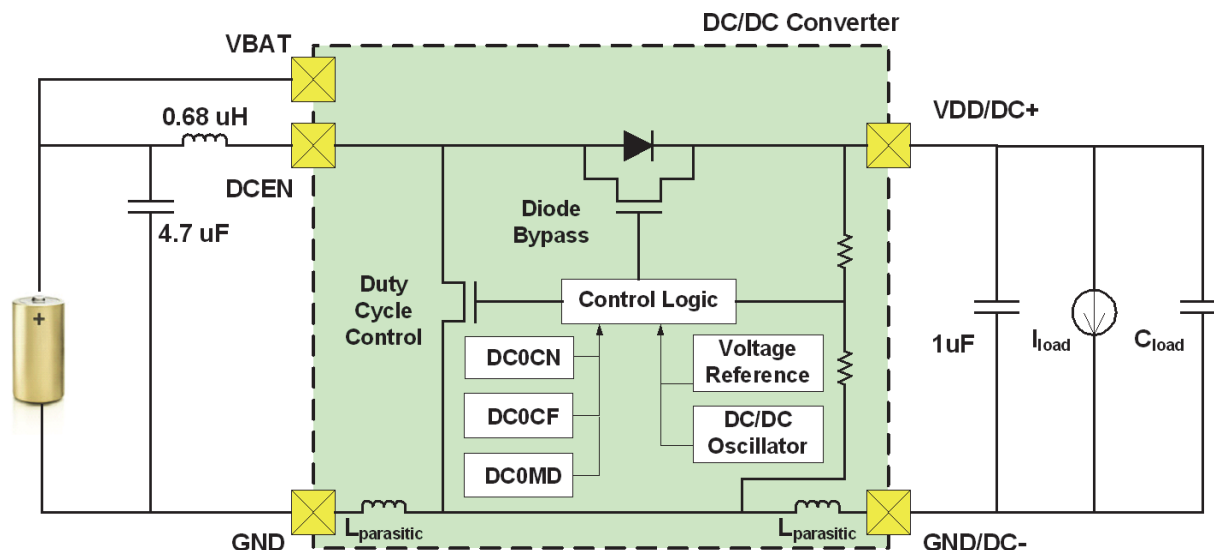 DC/DC Converter
VBAT
0.68 uH
VDD/DC+
DCEN
4.7 uF
Diode
Bypass
Duty
Cycle
Control
Control Logic
+
DC0CN
DC0CF
DC0MD
Voltage
Reference
DC/DC
Oscillator
1uF
Iload
Cload
Lparasitic
Lparasitic
GND
GND/DC-